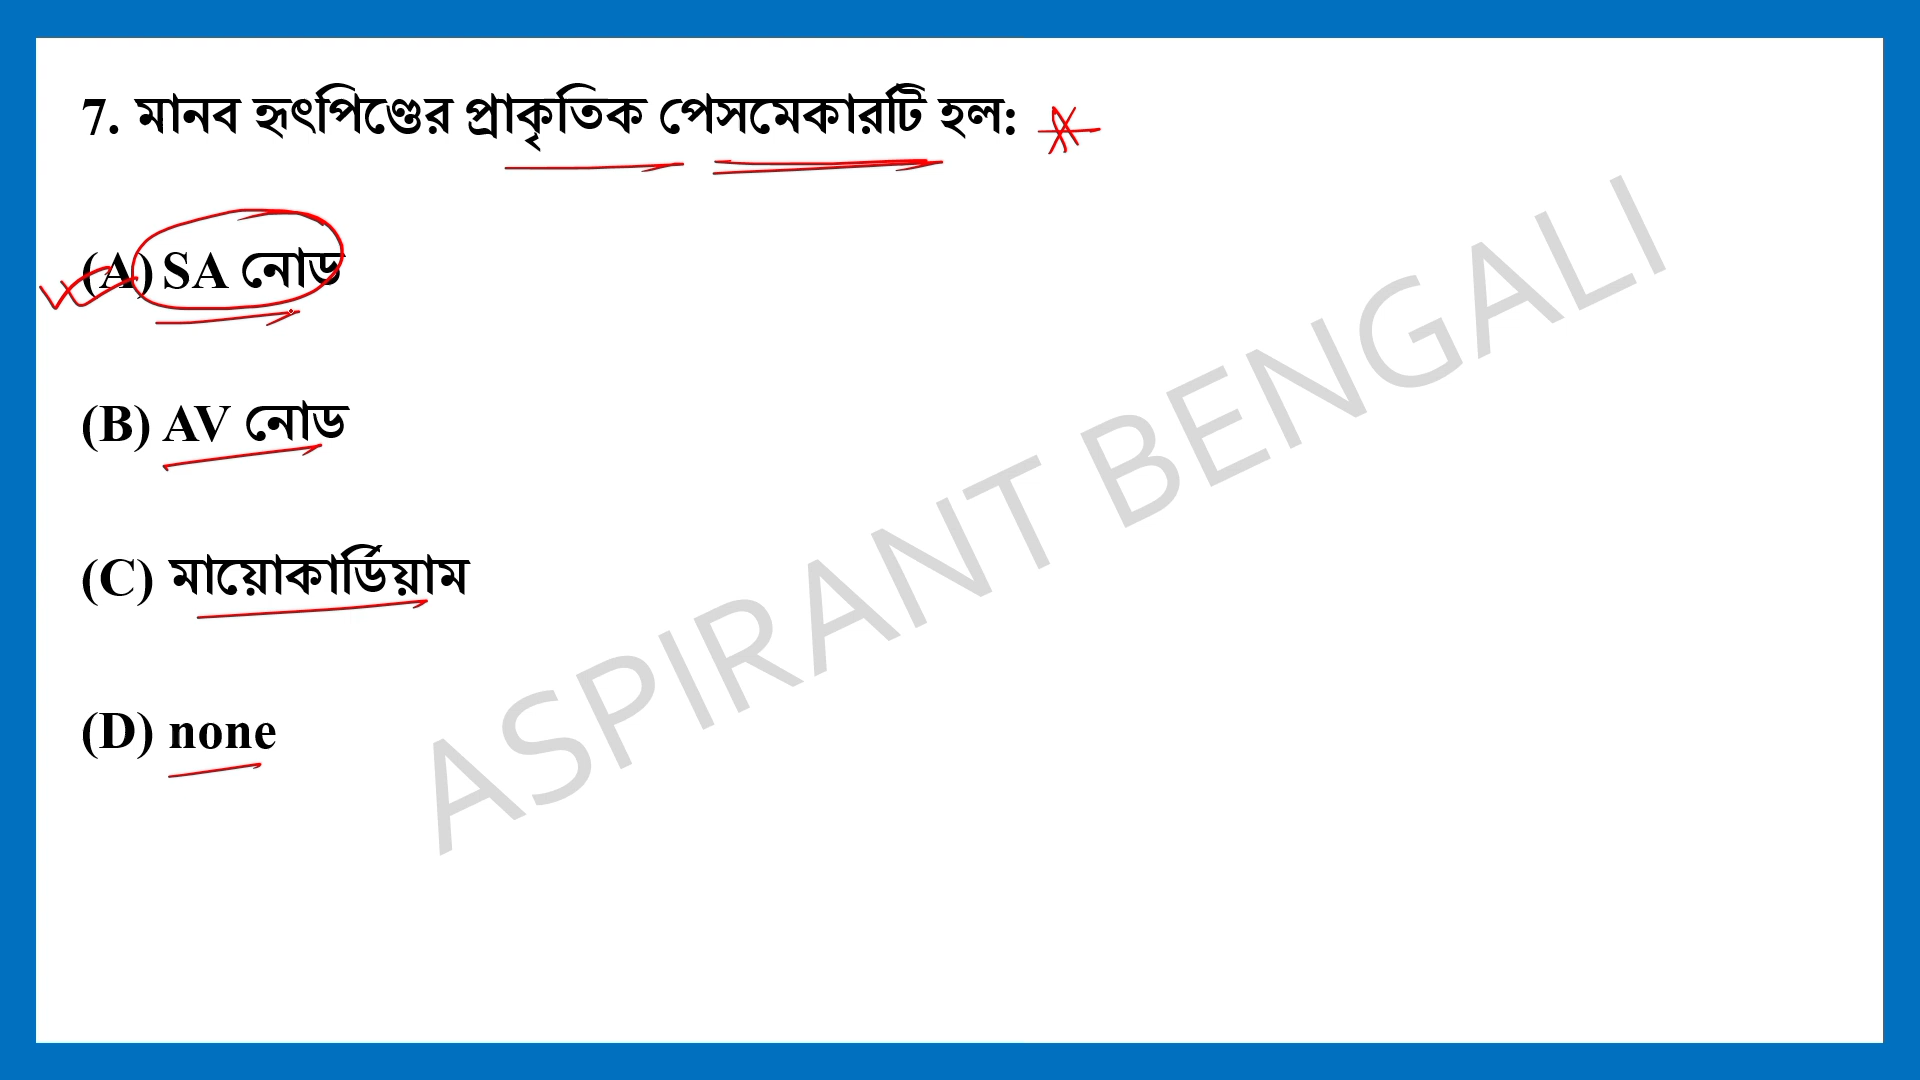 7. মানব হৃৎপিণ্ডের প্রাকৃতিক পেসমেকারটি হল:
(A) SA নোড
(B) AV নোড
(C) মায়োকার্ডিয়াম
(D) none
ASPIRANT BENGALI